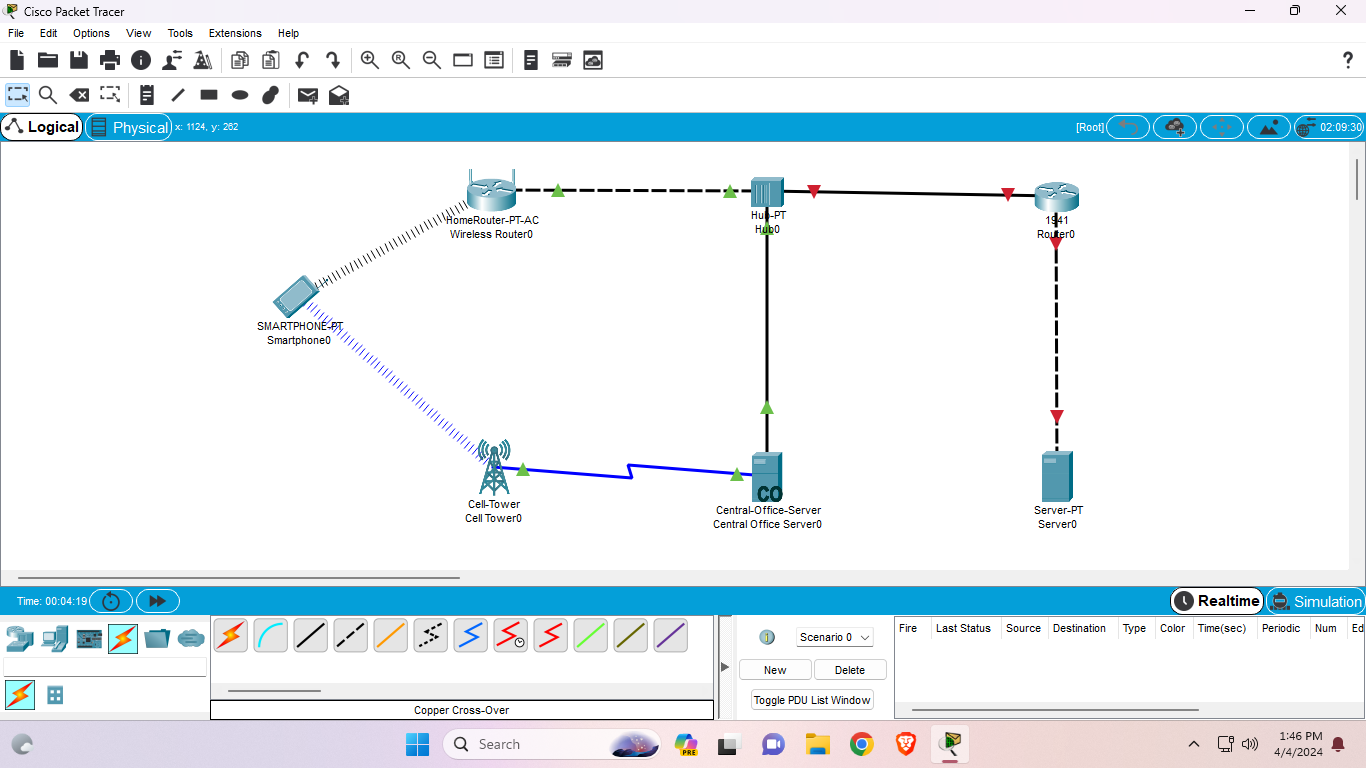 Cisco Packet Tracer
File Edit Options View Tools Extensions Help
Logical Physical x: 1124, y: 262 [Root] 02:09:30
HomeRouter-PT-AC
Wireless Router0
Hub-PT
Hub0
1941
Router0
SMARTPHONE-PT
Smartphone0
Cell-Tower
Cell Tower0
Central-Office-Server
Central Office Server0
CO
Server-PT
Server0
Time: 00:04:19 Realtime Simulation
Scenario 0
New Delete
Toggle PDU List Window
Fire Last Status Source Destination Type Color Time(sec) Periodic Num Ed
Copper Cross-Over
Search
PRE
1:46 PM
4/4/2024